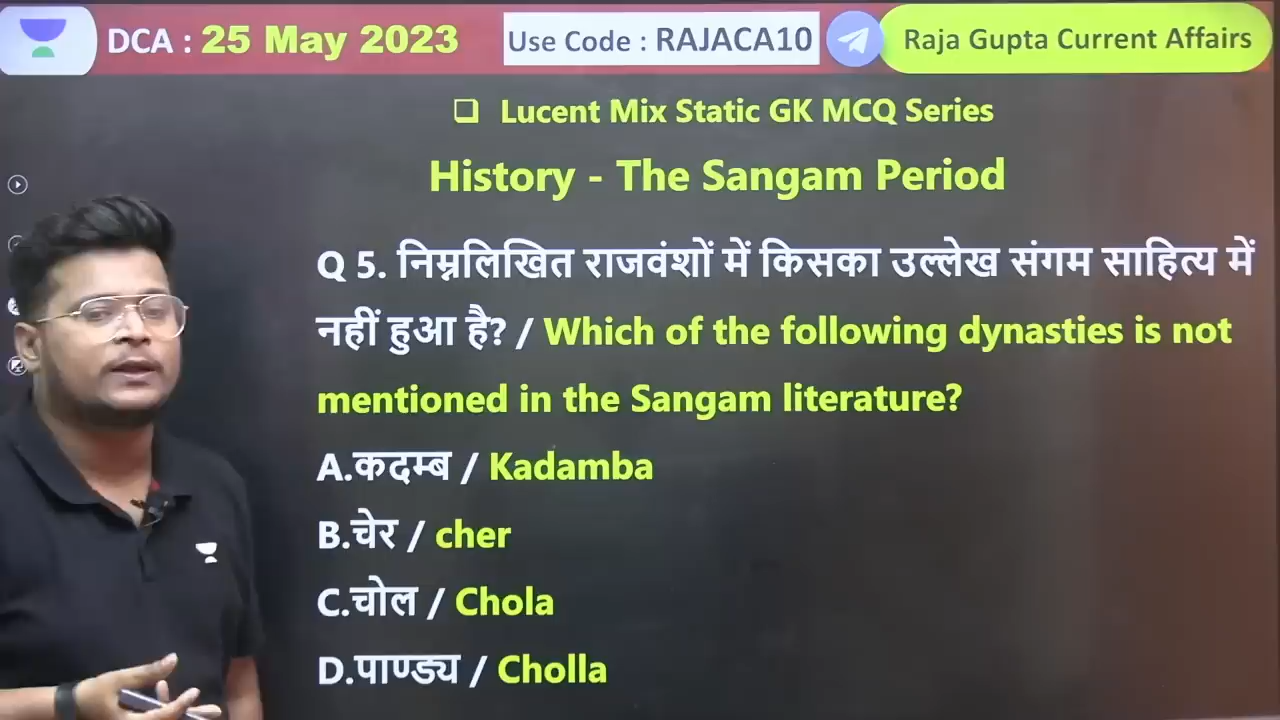 DCA : 25 May 2023
Use Code : RAJACA10
Raja Gupta Current Affairs
❑ Lucent Mix Static GK MCQ Series
History - The Sangam Period
Q 5. निम्नलिखित राजवंशों में किसका उल्लेख संगम साहित्य में
नहीं हुआ है? / Which of the following dynasties is not
mentioned in the Sangam literature?
A.कदम्ब / Kadamba
B.चेर / cher
C.चोल / Chola
D.पाण्ड्य / Cholla